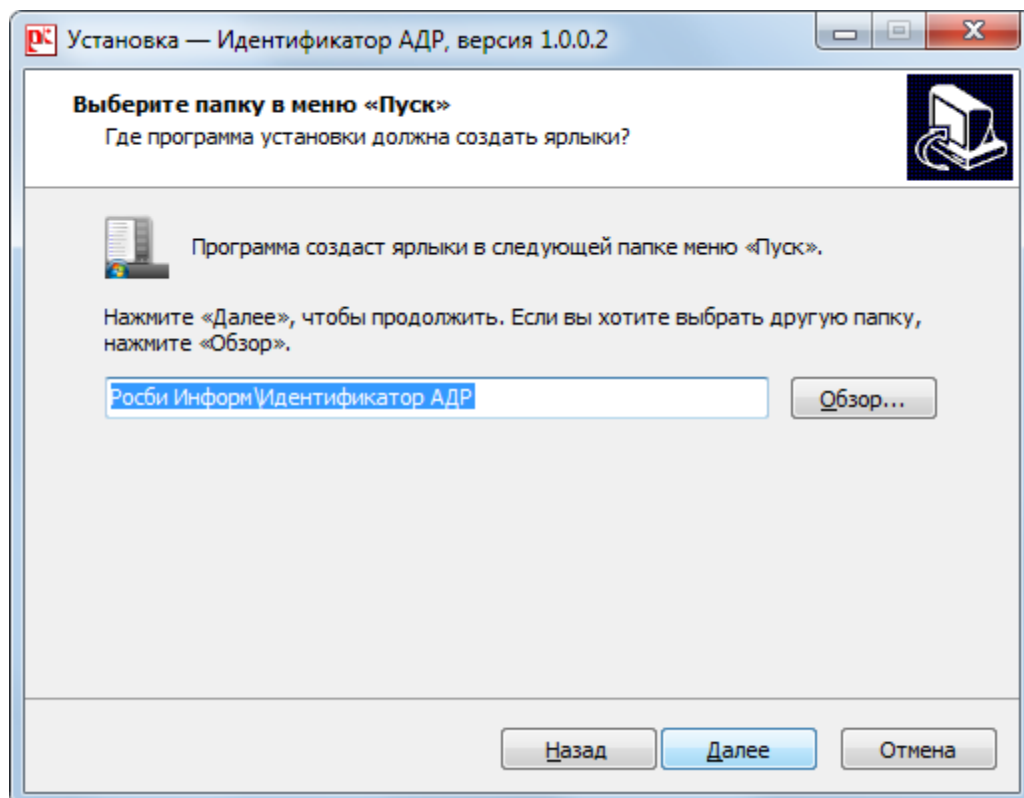 Установка — Идентификатор АДР, версия 1.0.0.2
Выберите папку в меню «Пуск»
Где программа установки должна создать ярлыки?
Программа создаст ярлыки в следующей папке меню «Пуск».
Нажмите «Далее», чтобы продолжить. Если вы хотите выбрать другую папку,
нажмите «Обзор».
Росби Информ\Идентификатор АДР
Обзор...
Назад
Далее
Отмена